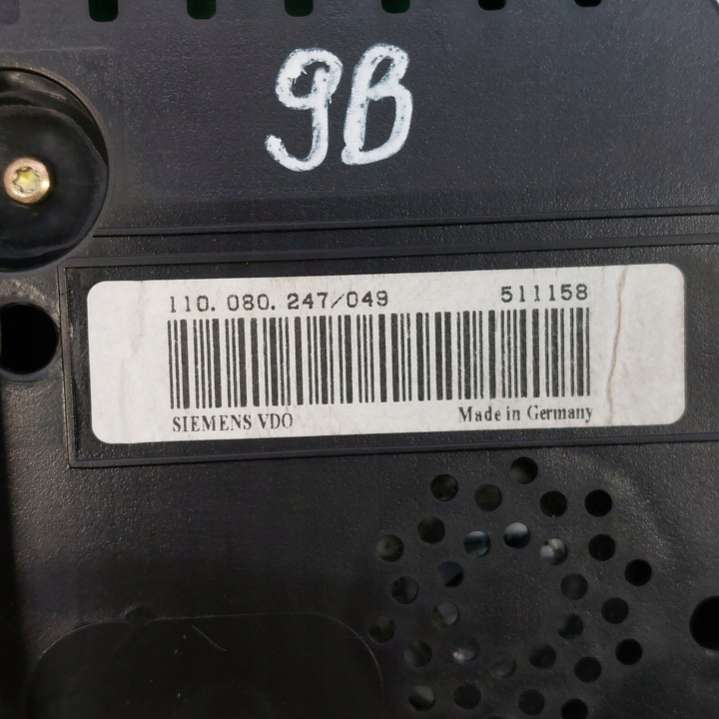 9B
110.080.247/049 511158
SIEMENS VDO Made in Germany